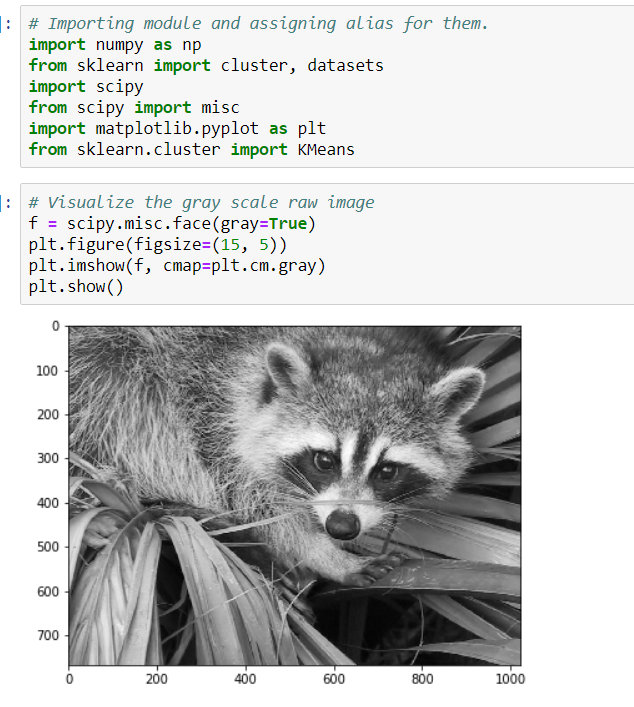 ]: # Importing module and assigning alias for them.
import numpy as np
from sklearn import cluster, datasets
import scipy
from scipy import misc
import matplotlib.pyplot as plt
from sklearn.cluster import KMeans
]: # Visualize the gray scale raw image
f = scipy.misc.face(gray=True)
plt.figure(figsize=(15, 5))
plt.imshow(f, cmap=plt.cm.gray)
plt.show()
0
100
200
300
400
500
600
700
0 200 400 600 800 1000